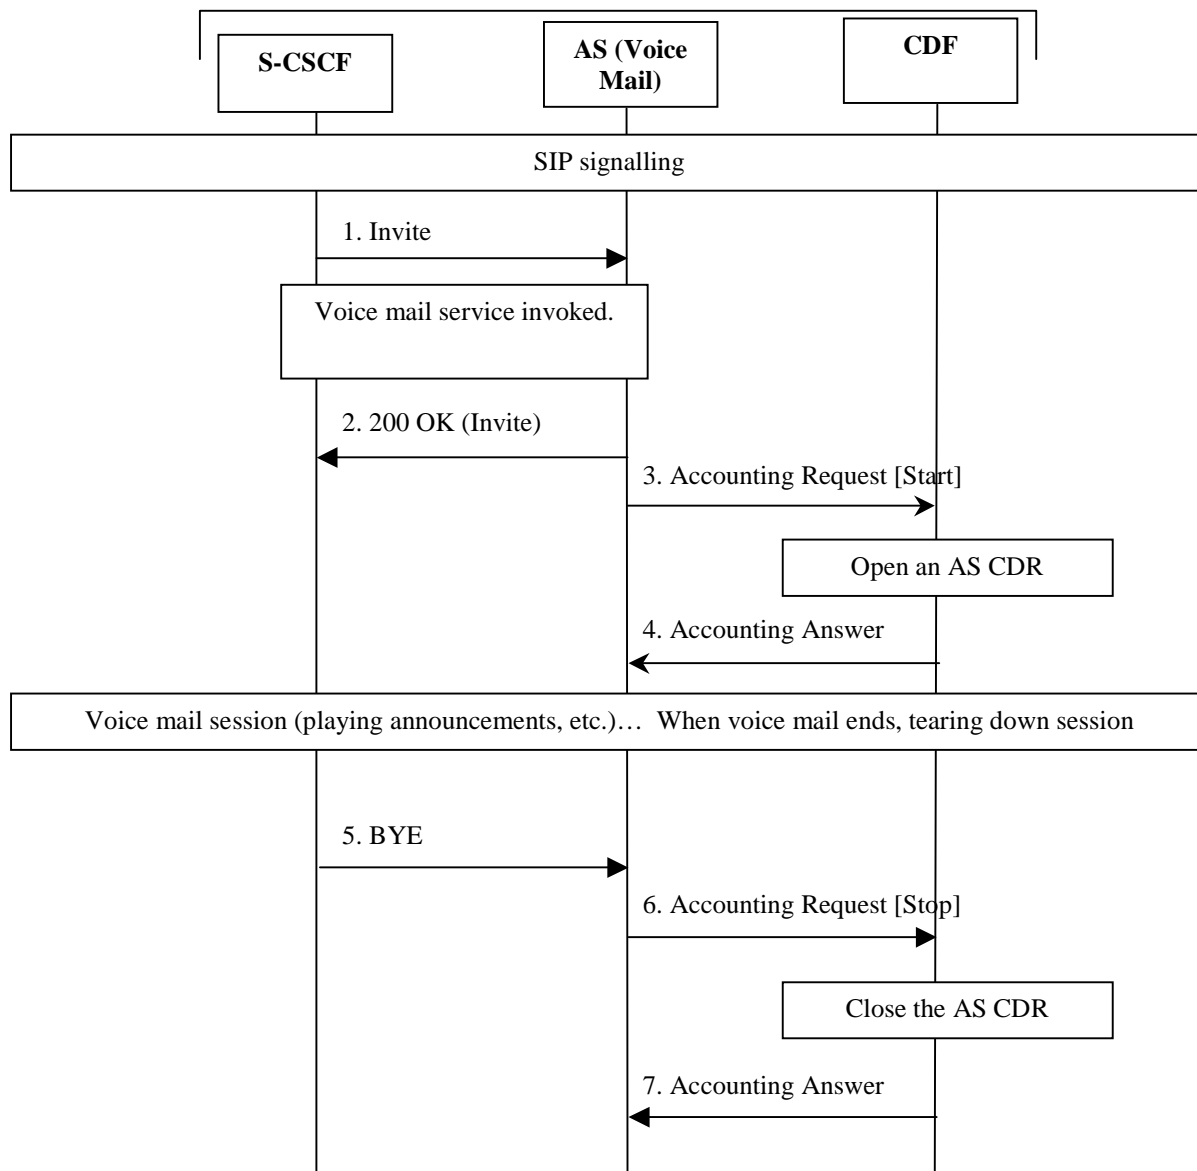 S-CSCF
AS (Voice
Mail)
CDF
SIP signalling
1. Invite
Voice mail service invoked.
2. 200 OK (Invite)
3. Accounting Request [Start]
Open an AS CDR
4. Accounting Answer
Voice mail session (playing announcements, etc.)… When voice mail ends, tearing down session
5. BYE
6. Accounting Request [Stop]
Close the AS CDR
7. Accounting Answer